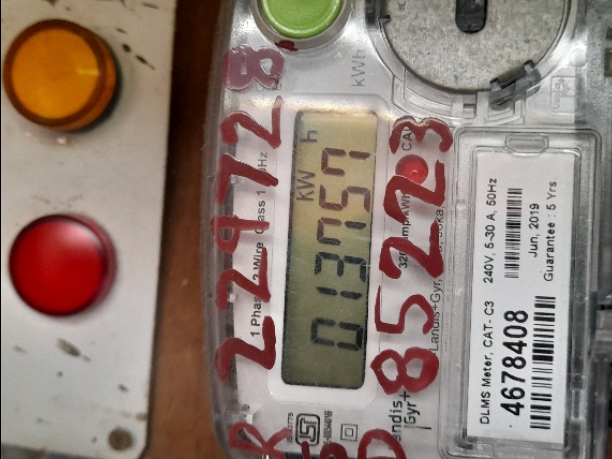 1 Phase 2 Wire Class 1 Hz
kWh
013757
kWh
85223
Landis+
Gyr+
DLMS Meter, CAT- C3 240V, 5-30 A, 50Hz
4678408
Jun, 2019
Guarantee : 5 Yrs